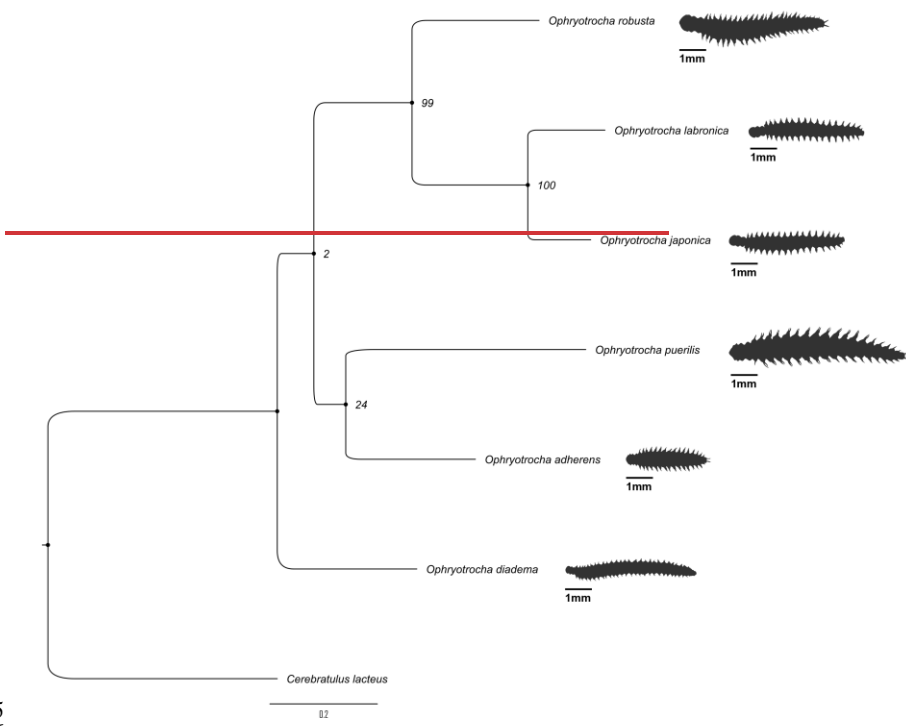 Ophryotrocha robusta
1mm
99
Ophryotrocha labronica
1mm
100
Ophryotrocha japonica
1mm
2
Ophryotrocha puerilis
1mm
24
Ophryotrocha adherens
1mm
Ophryotrocha diadema
1mm
Cerebratulus lacteus
0.2